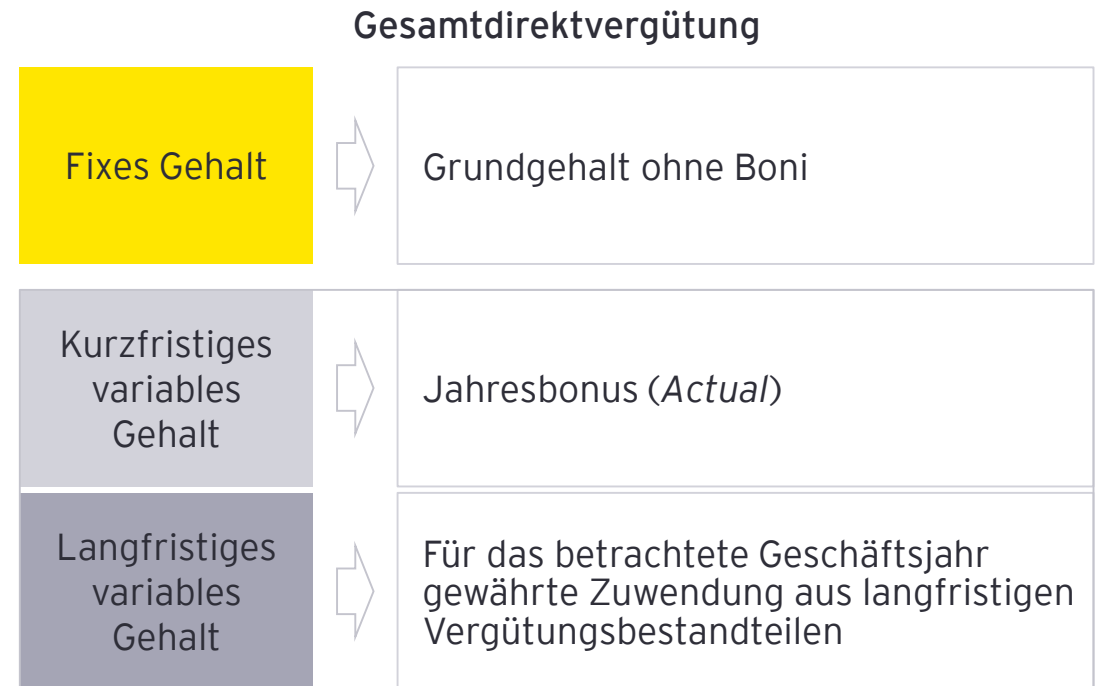 Gesamtdirektvergütung
Fixes Gehalt
Grundgehalt ohne Boni
Kurzfristiges
variables
Gehalt
Jahresbonus (Actual)
Langfristiges
variables
Gehalt
Für das betrachtete Geschäftsjahr
gewährte Zuwendung aus langfristigen
Vergütungsbestandteilen